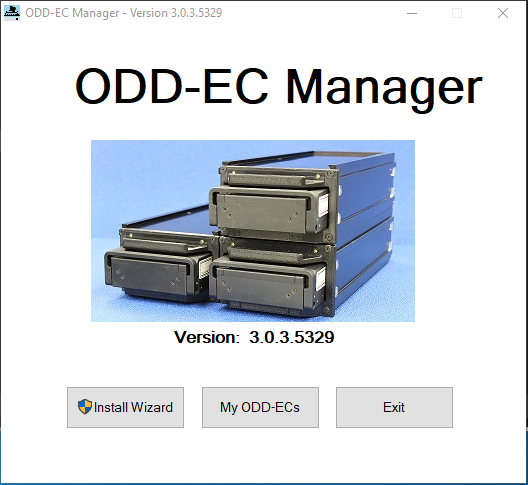 ODD-EC Manager - Version 3.0.3.5329
ODD-EC Manager
Version: 3.0.3.5329
Install Wizard
My ODD-ECs
Exit